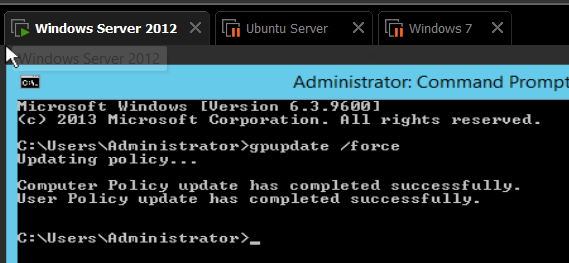 Windows Server 2012
Ubuntu Server
Windows 7
Windows Server 2012
Administrator: Command Prompt
Microsoft Windows [Version 6.3.9600]
(c) 2013 Microsoft Corporation. All rights reserved.
C:\Users\Administrator>gpupdate /force
Updating policy...
Computer Policy update has completed successfully.
User Policy update has completed successfully.
C:\Users\Administrator>_